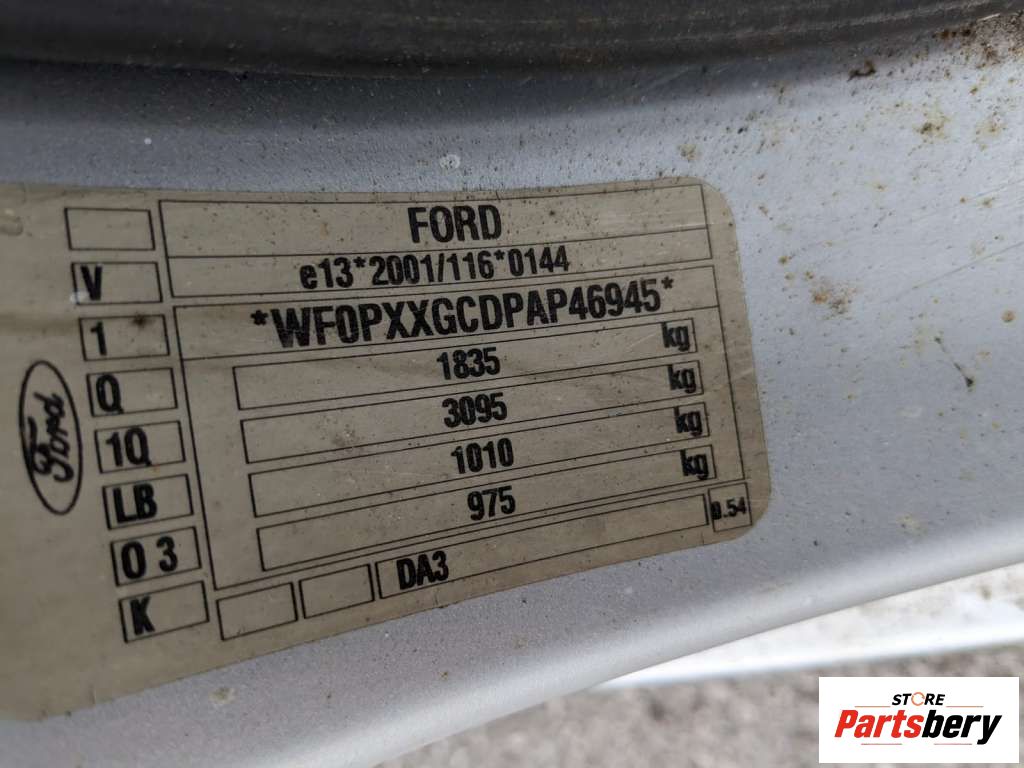 FORD
V e13*2001/116*0144
1 *WF0PXXGCDPAP46945*
Q 1835 kg
1Q 3095 kg
LB 1010 kg
O 3 975 kg
K DA3 0.54
Ford
STORE
Partsbery